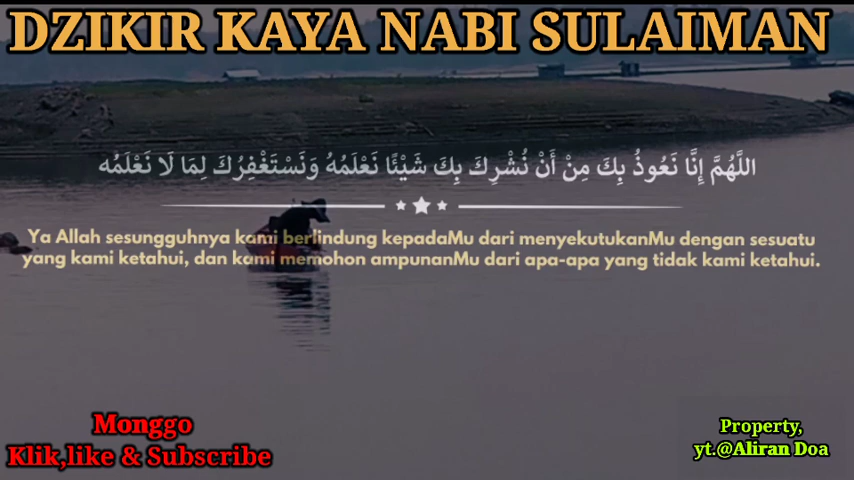 DZIKIR KAYA NABI SULAIMAN
اللَّهُمَّ إِنَّا نَعُوذُ بِكَ مِنْ أَنْ نُشْرِكَ بِكَ شَيْئًا نَعْلَمُهُ وَنَسْتَغْفِرُكَ لِمَا لَا نَعْلَمُه
Ya Allah sesungguhnya kami berlindung kepadaMu dari menyekutukanMu dengan sesuatu
yang kami ketahui, dan kami memohon ampunanMu dari apa-apa yang tidak kami ketahui.
Monggo
Klik,like & Subscribe
Property,
yt.@Aliran Doa